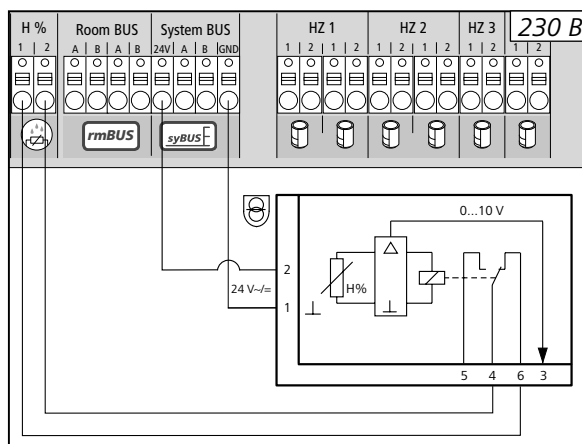 H % Room BUS System BUS HZ 1 HZ 2 HZ 3 230 B
1 2 A B A B 24V A B GND 1 2 1 2 1 2 1 2 1 2 1 2
rmBUS syBUS
0...10 V
2
H%
24 V~/=
1
5 4 6 3